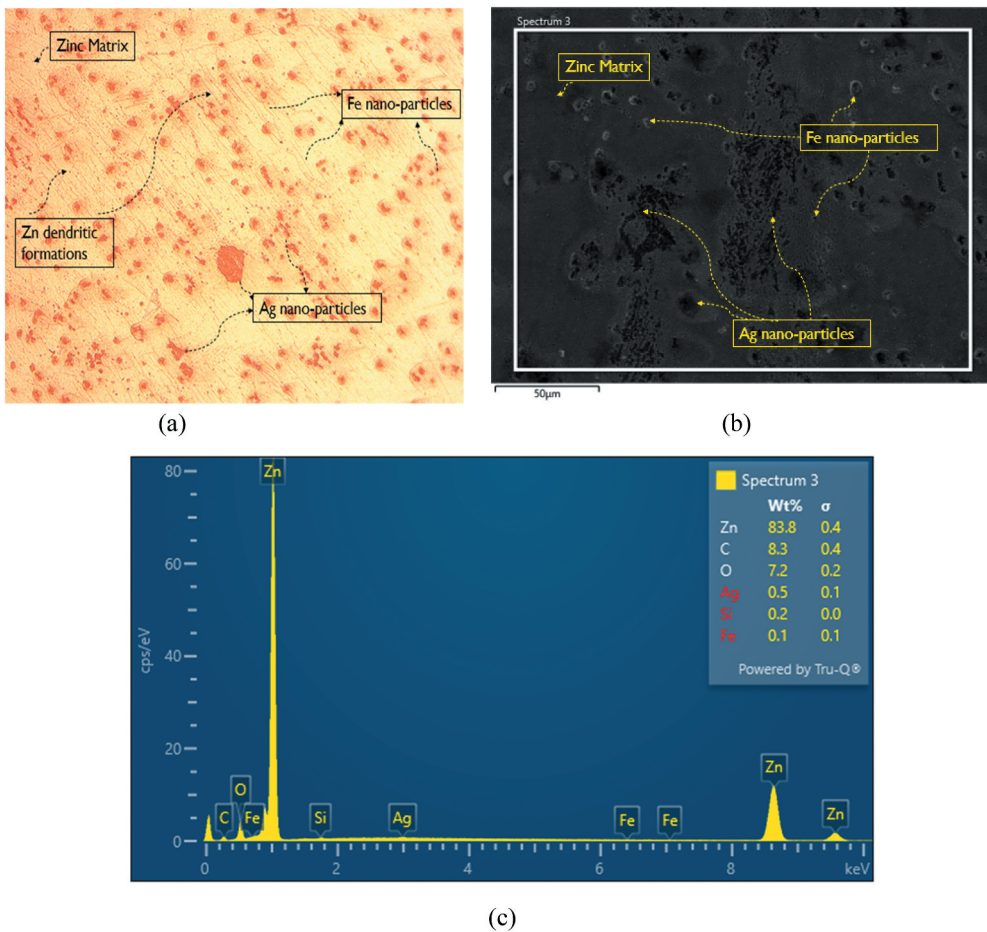 Zinc Matrix
Fe nano-particles
Zn dendritic
formations
Ag nano-particles
(a)
Spectrum 3
Zinc Matrix
Fe nano-particles
Ag nano-particles
50μm
(b)
Spectrum 3
Wt% σ
Zn 83.8 0.4
C 8.3 0.4
O 7.2 0.2
Ag 0.5 0.1
Si 0.2 0.0
Fe 0.1 0.1
Powered by Tru-Q®
cps/eV
80
60
40
20
0
Zn
C
O
Fe
Si
Ag
Fe
Fe
Zn
Zn
0 2 4 6 8 keV
(c)